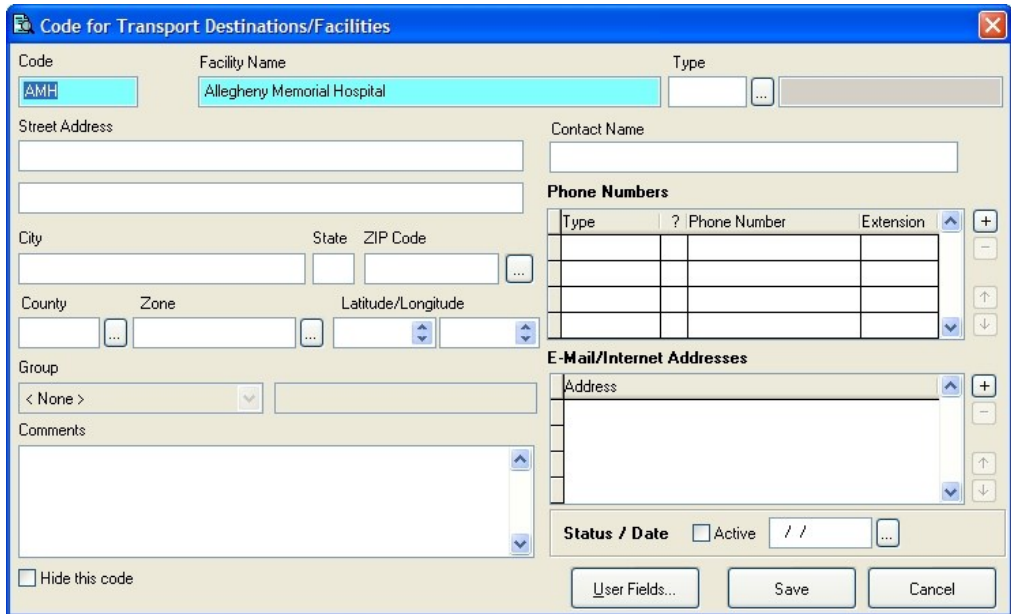 Code for Transport Destinations/Facilities
Code Facility Name Type
AMH Allegheny Memorial Hospital ...
Street Address
Contact Name
Phone Numbers
Type ? Phone Number Extension
City State ZIP Code
...
County Zone Latitude/Longitude
... ...
Group
< None >
Comments
E-Mail/Internet Addresses
Address
Status / Date Active / / ...
Hide this code
User Fields... Save Cancel